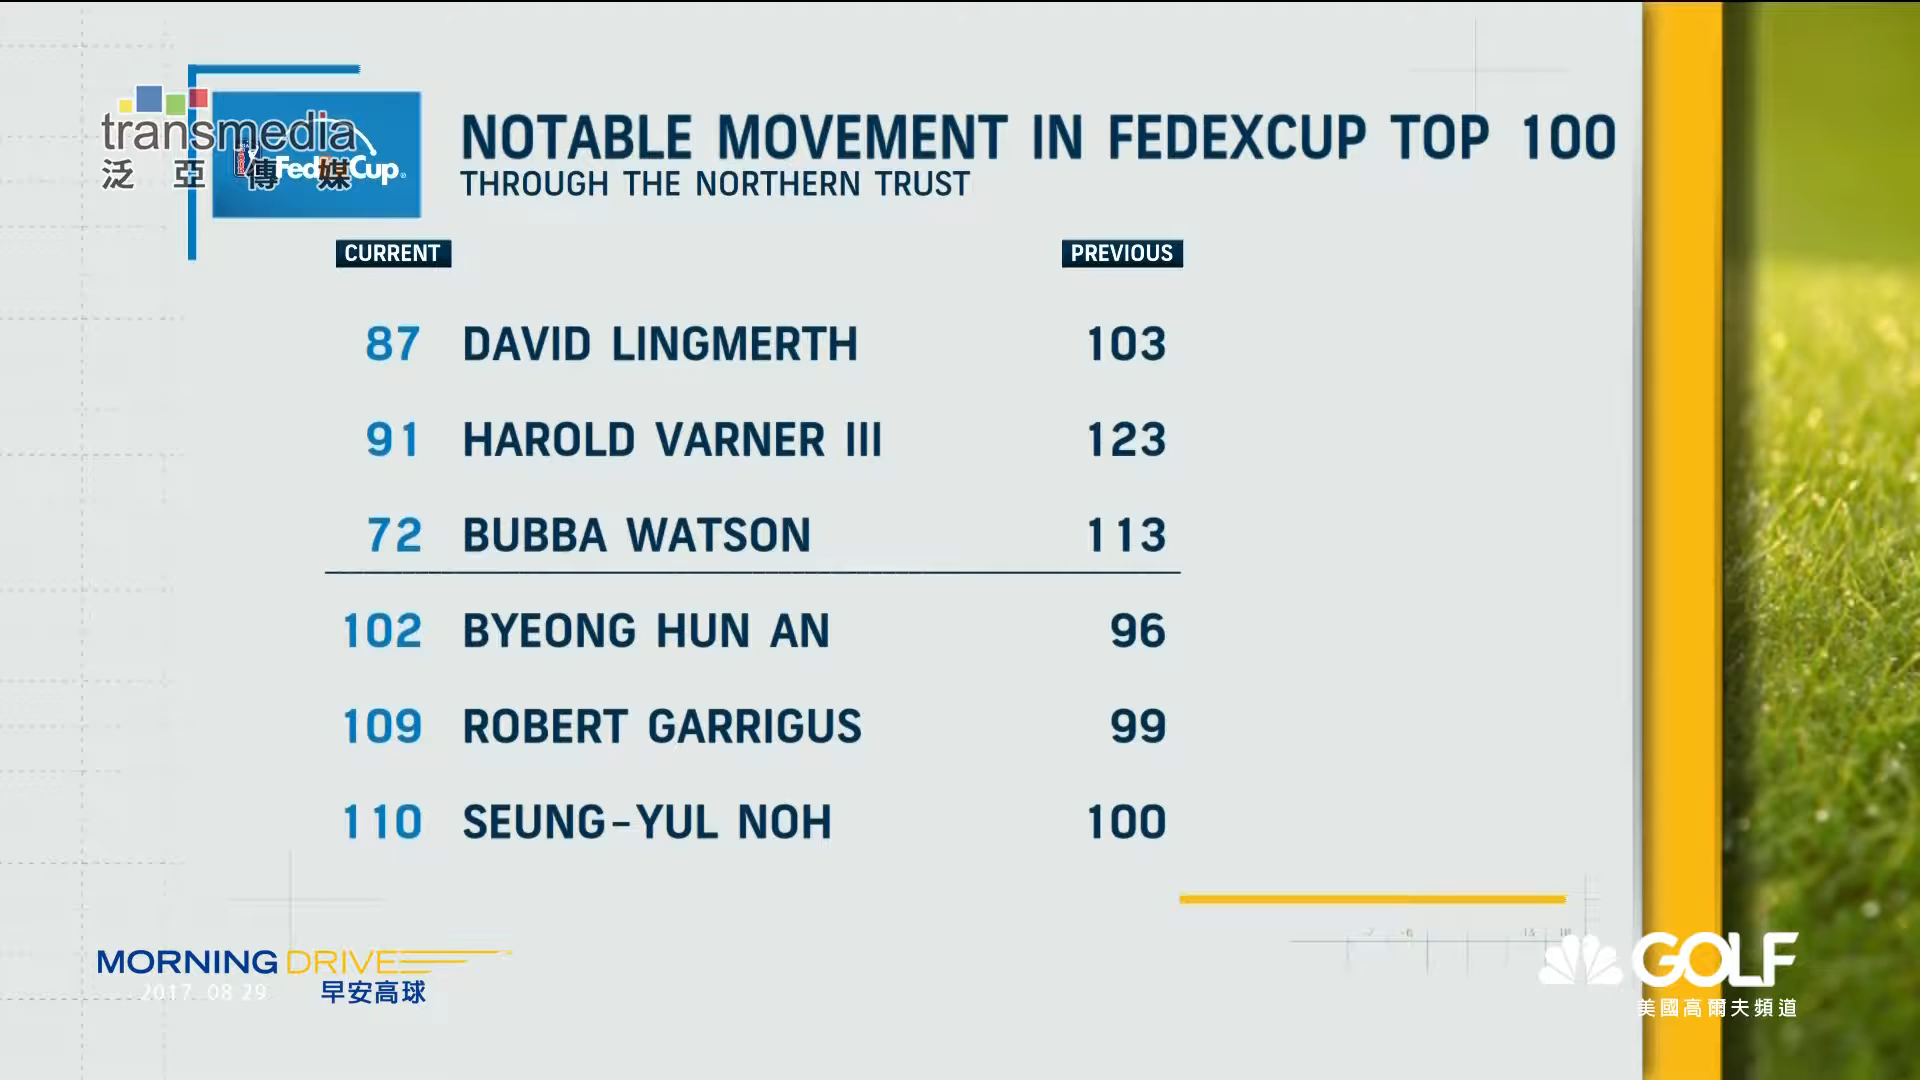 transmedia
泛亞傳媒
FedExCup
NOTABLE MOVEMENT IN FEDEXCUP TOP 100
THROUGH THE NORTHERN TRUST
CURRENT PREVIOUS
87 DAVID LINGMERTH 103
91 HAROLD VARNER III 123
72 BUBBA WATSON 113
102 BYEONG HUN AN 96
109 ROBERT GARRIGUS 99
110 SEUNG-YUL NOH 100
MORNING DRIVE
2017 08 29 早安高球
GOLF
美國高爾夫頻道